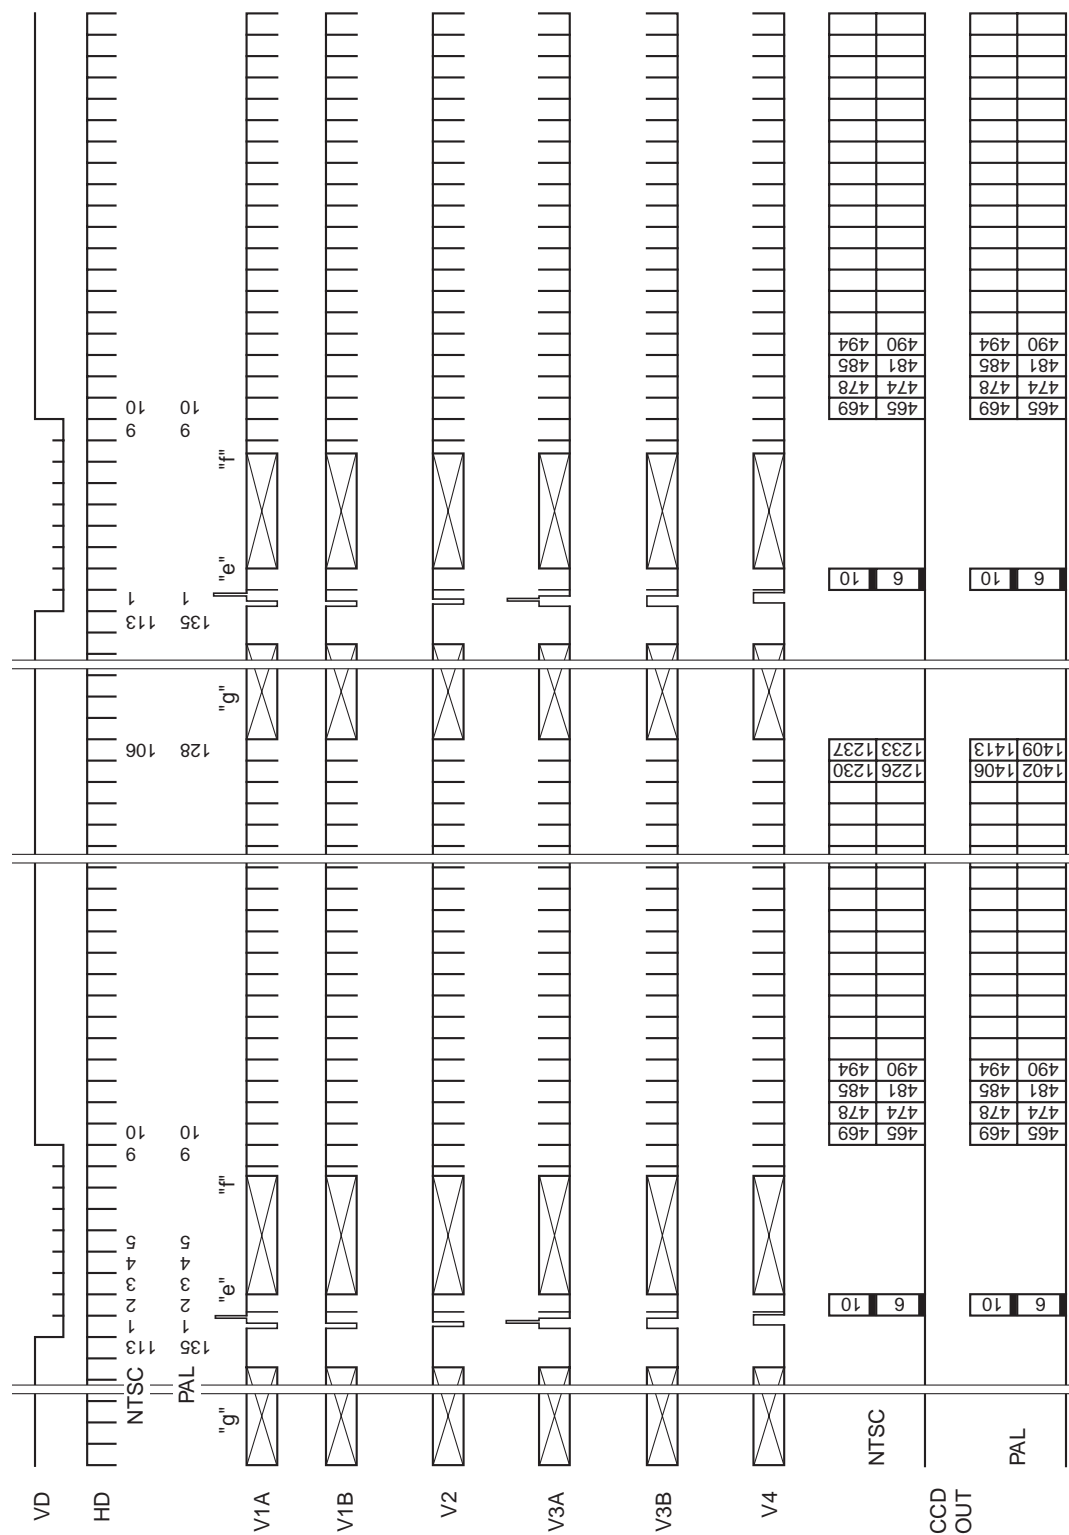 VD
HD
NTSC 113 1 2 3 4 5 9 10 106 113 1 9 10
PAL 135 1 2 3 4 5 9 10 128 135 1 9 10
"g" "e" "f" "g" "e" "f"
V1A
V1B
V2
V3A
V3B
V4
CCD
OUT
NTSC
10 469 478 485 494 1230 1237 10 469 478 485 494
6 465 474 481 490 1226 1233 6 465 474 481 490
PAL
10 469 478 485 494 1406 1413 10 469 478 485 494
6 465 474 481 490 1402 1409 6 465 474 481 490